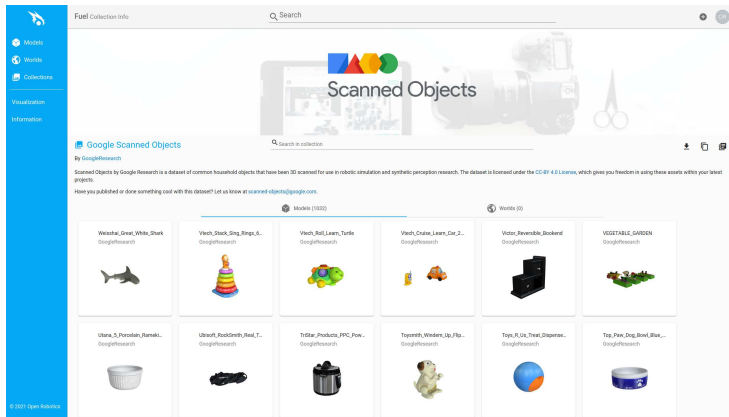 Fuel Collection Info
Search
Models
Worlds
Collections
Visualization
Information
Scanned Objects
Google Scanned Objects
Search in collection
By GoogleResearch
Scanned Objects by Google Research is a dataset of common household objects that have been 3D scanned for use in robotic simulation and synthetic perception research. The dataset is licensed under the CC-BY 4.0 License, which gives you freedom in using these assets within your latest
projects.
Have you published or done something cool with this dataset? Let us know at scanned-objects@google.com.
Models (1032)
Worlds (0)
Weisshai_Great_White_Shark
GoogleResearch
Vtech_Stack_Sing_Rings_6...
GoogleResearch
Vtech_Roll_Learn_Turtle
GoogleResearch
Vtech_Cruise_Learn_Car_2...
GoogleResearch
Victor_Reversible_Bookend
GoogleResearch
VEGETABLE_GARDEN
GoogleResearch
Utana_5_Porcelain_Rameki...
GoogleResearch
Ubisoft_RockSmith_Real_T...
GoogleResearch
TriStar_Products_PPC_Pow...
GoogleResearch
Toysmith_Windem_Up_Flip...
GoogleResearch
Toys_R_Us_Treat_Dispense...
GoogleResearch
Top_Paw_Dog_Bowl_Blue_...
GoogleResearch
© 2021 Open Robotics